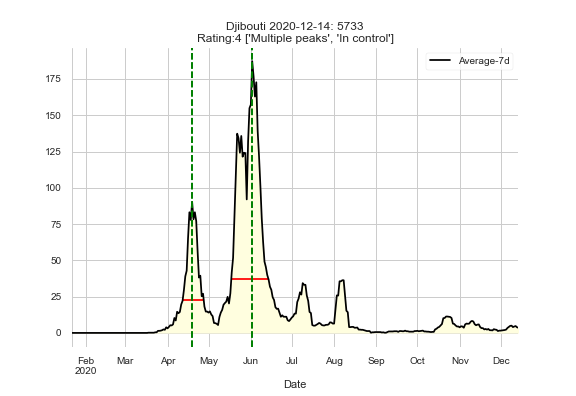 Djibouti 2020-12-14: 5733
Rating:4 ['Multiple peaks', 'In control']
Average-7d
175
150
125
100
75
50
25
0
Feb Mar Apr May Jun Jul Aug Sep Oct Nov Dec
2020
Date